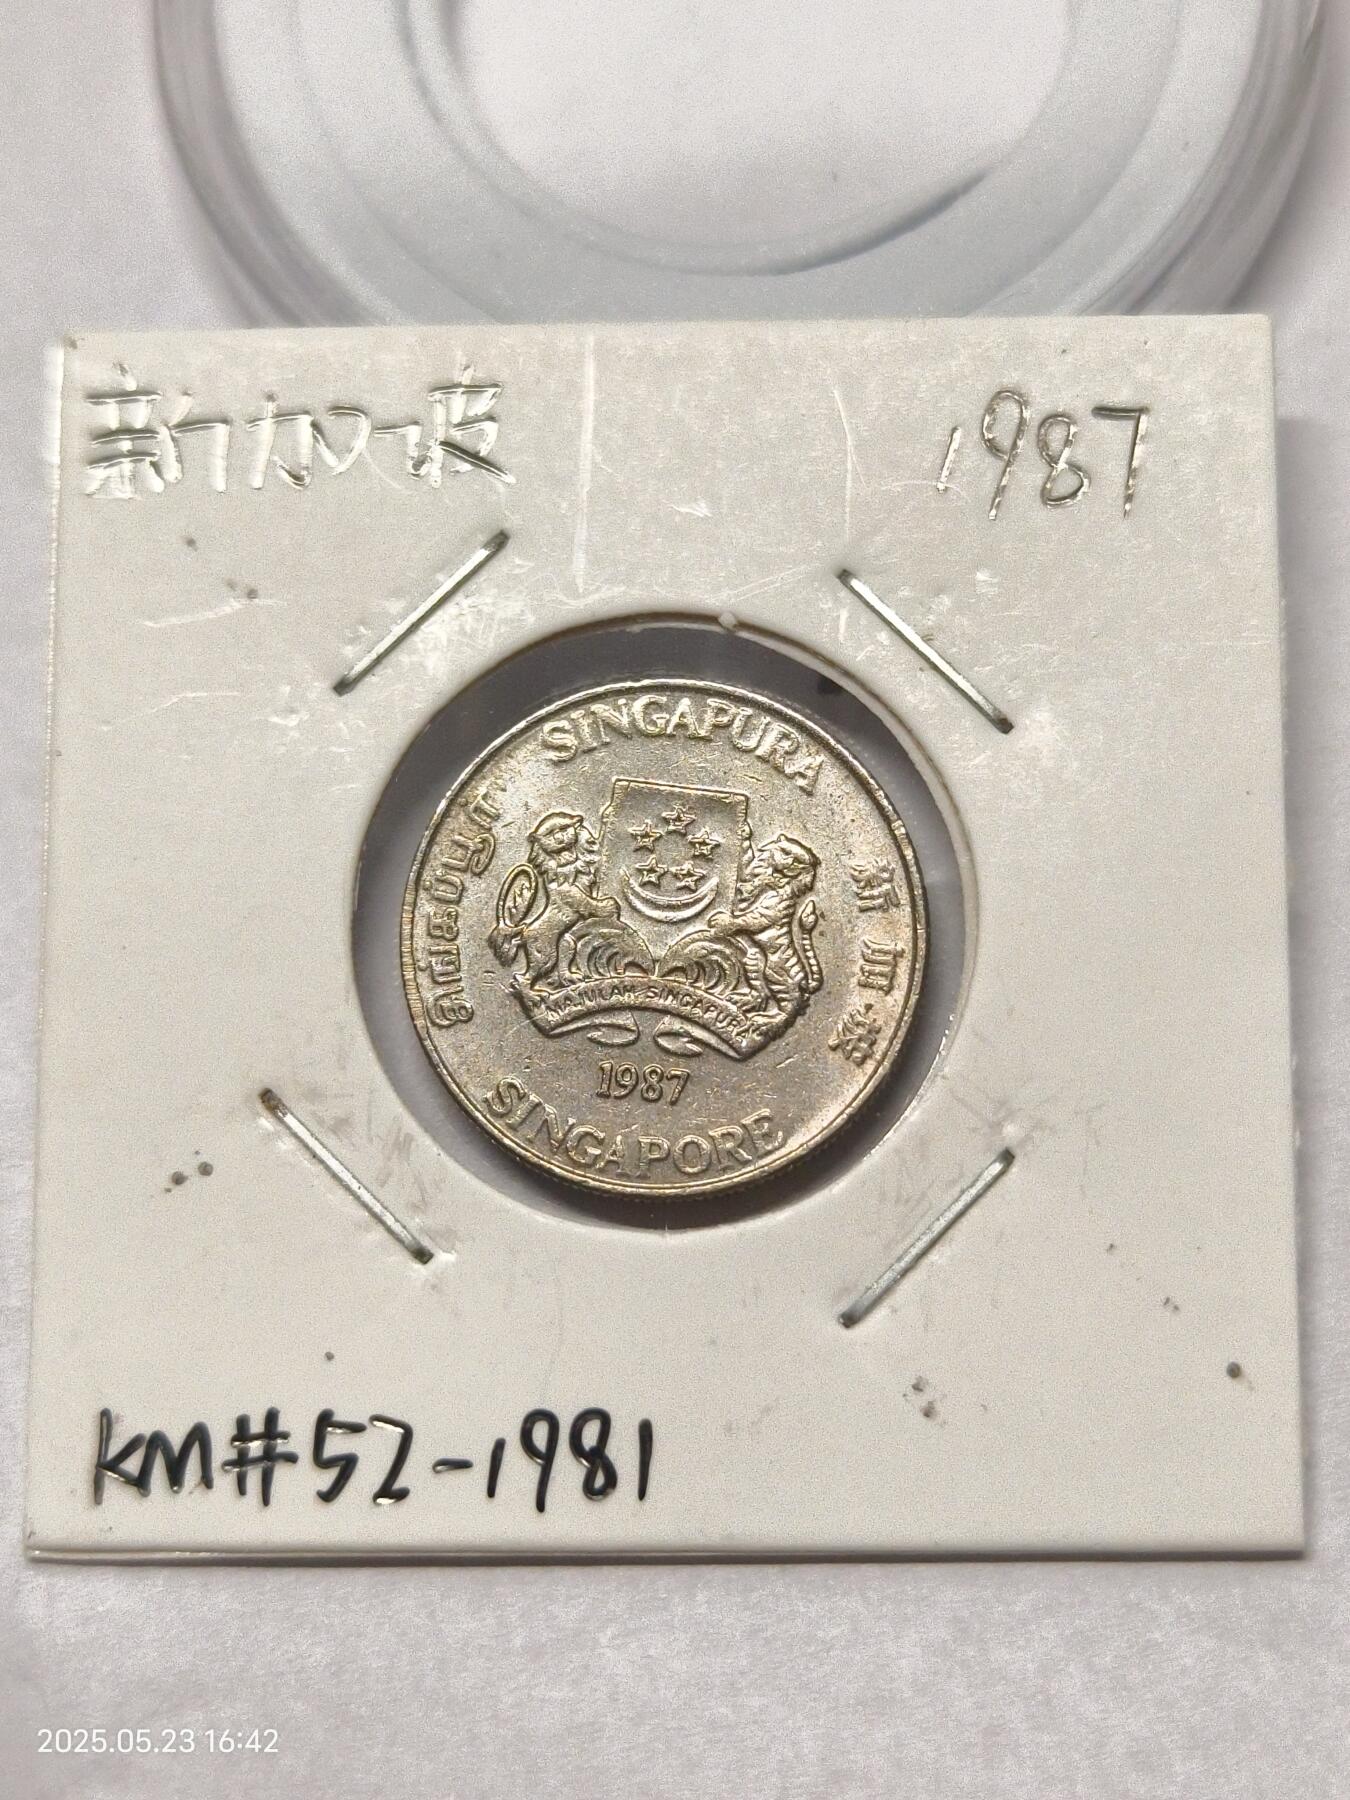 新加坡 1987
SINGAPURA
சிங்கப்பூர்
新加坡
MAJULAH SINGAPURA
1987
SINGAPORE
KM#52-1981
2025.05.23 16:42